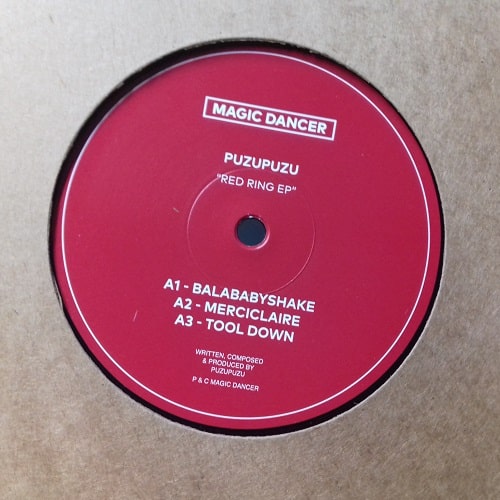 MAGIC DANCER
PUZUPUZU
"RED RING EP"
A1 - BALABABYSHAKE
A2 - MERCICLAIRE
A3 - TOOL DOWN
WRITTEN, COMPOSED
& PRODUCED BY
PUZUPUZU
P & C MAGIC DANCER